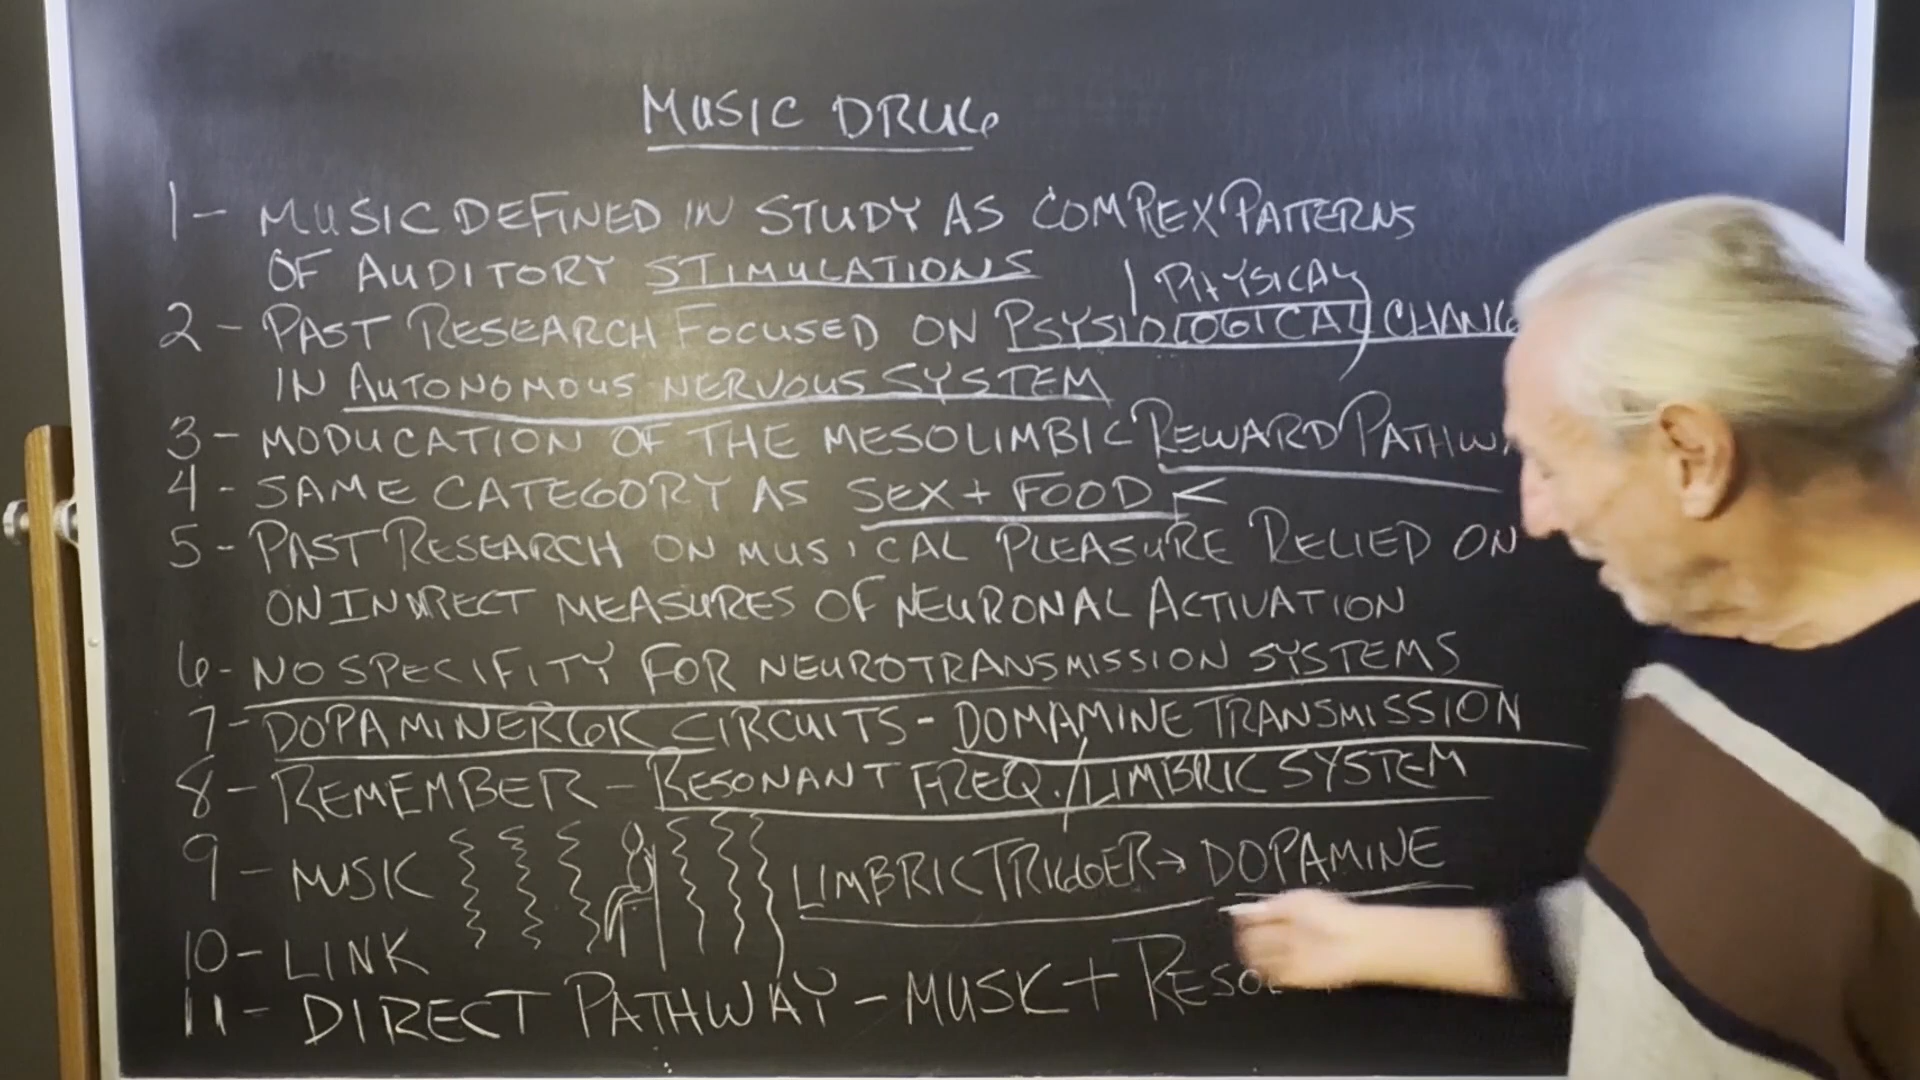 MUSIC DRUG
1- MUSIC DEFINED IN STUDY AS COMPREX PATTERNS
OF AUDITORY STIMULATIONS
PHYSICAL
2- PAST RESEARCH FOCUSED ON PSYSIOLOGICAL CHANG
IN AUTONOMOUS NERVOUS SYSTEM
3- MODUCATION OF THE MESOLIMBIC REWARD PATHW
4- SAME CATEGORY AS SEX + FOOD <
5- PAST RESEARCH ON MUSICAL PLEASURE RELIED ON
ON INDIRECT MEASURES OF NEURONAL ACTIVATION
6- NO SPECIFITY FOR NEUROTRANSMISSION SYSTEMS
7- DOPAMINERGIC CIRCUITS - DOMAMINE TRANSMISSION
8- REMEMBER - RESONANT FREQ./LIMBRIC SYSTEM
9- MUSIC LIMBRIC TRIGGER → DOPAMINE
10- LINK
11- DIRECT PATHWAY - MUSIC + RESO